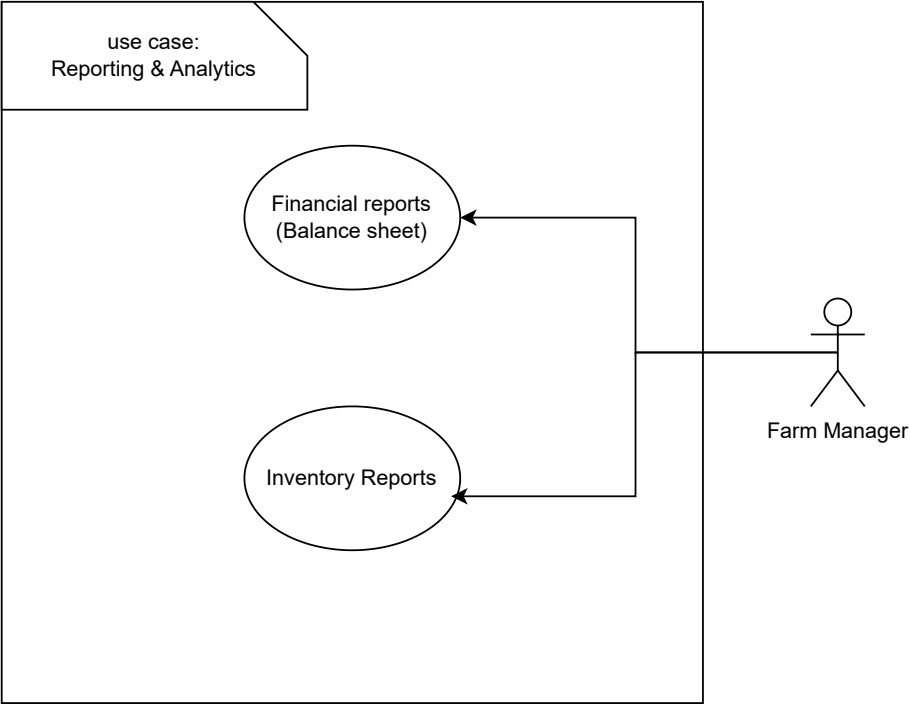 use case:
Reporting & Analytics
Financial reports
(Balance sheet)
Farm Manager
Inventory Reports